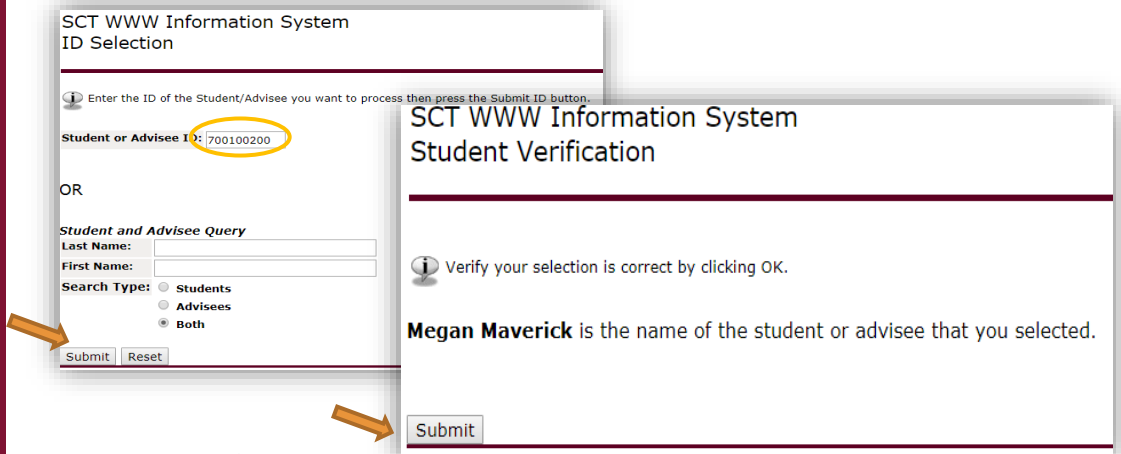 SCT WWW Information System
ID Selection
Enter the ID of the Student/Advisee you want to process then press the Submit ID button.
Student or Advisee ID: 700100200
OR
Student and Advisee Query
Last Name:
First Name:
Search Type: Students
Advisees
Both
Submit Reset
SCT WWW Information System
Student Verification
Verify your selection is correct by clicking OK.
Megan Maverick is the name of the student or advisee that you selected.
Submit